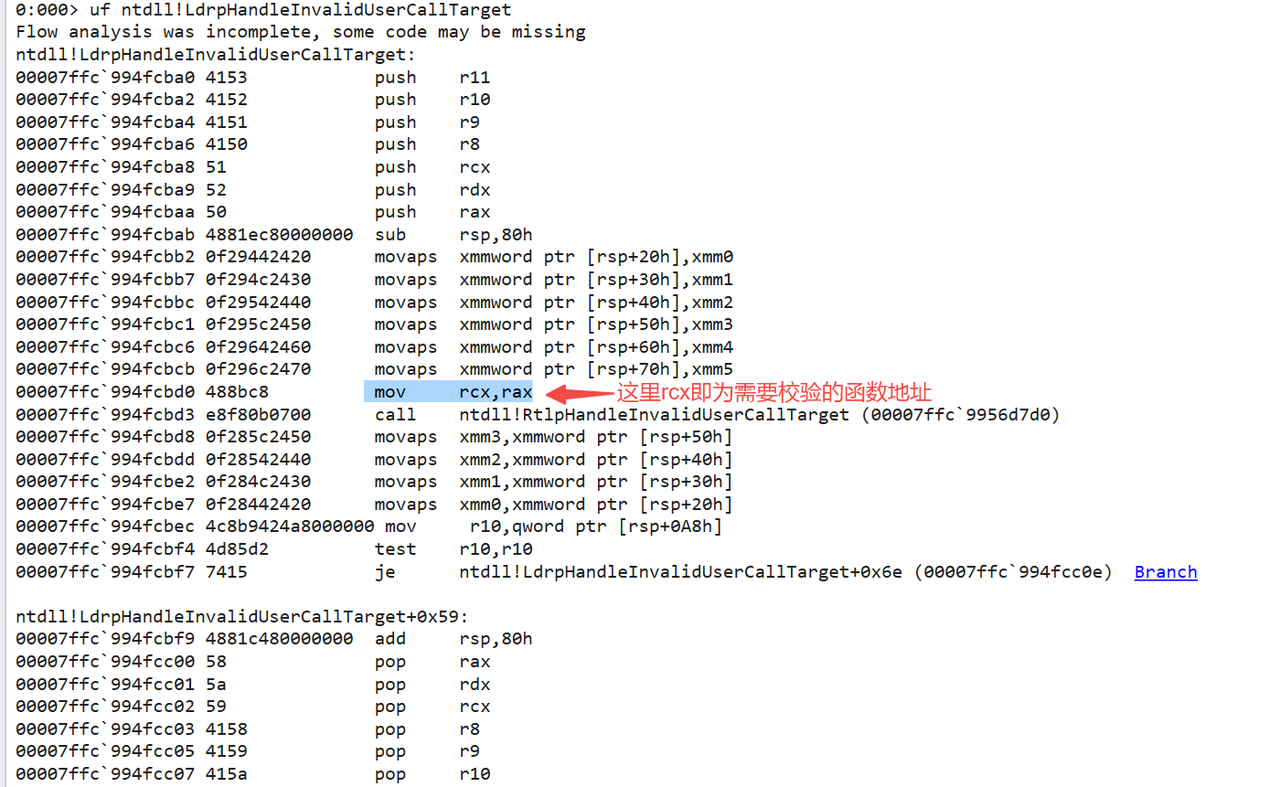 0:000> uf ntdll!LdrpHandleInvalidUserCallTarget
Flow analysis was incomplete, some code may be missing
ntdll!LdrpHandleInvalidUserCallTarget:
00007ffc`994fcba0 4153            push    r11
00007ffc`994fcba2 4152            push    r10
00007ffc`994fcba4 4151            push    r9
00007ffc`994fcba6 4150            push    r8
00007ffc`994fcba8 51              push    rcx
00007ffc`994fcba9 52              push    rdx
00007ffc`994fcbaa 50              push    rax
00007ffc`994fcbab 4881ec80000000  sub     rsp,80h
00007ffc`994fcbb2 0f29442420      movaps  xmmword ptr [rsp+20h],xmm0
00007ffc`994fcbb7 0f294c2430      movaps  xmmword ptr [rsp+30h],xmm1
00007ffc`994fcbbc 0f29542440      movaps  xmmword ptr [rsp+40h],xmm2
00007ffc`994fcbc1 0f295c2450      movaps  xmmword ptr [rsp+50h],xmm3
00007ffc`994fcbc6 0f29642460      movaps  xmmword ptr [rsp+60h],xmm4
00007ffc`994fcbcb 0f296c2470      movaps  xmmword ptr [rsp+70h],xmm5
00007ffc`994fcbd0 488bc8          mov     rcx,rax 这里rcx即为需要校验的函数地址
00007ffc`994fcbd3 e8f80b0700      call    ntdll!RtlpHandleInvalidUserCallTarget (00007ffc`9956d7d0)
00007ffc`994fcbd8 0f285c2450      movaps  xmm3,xmmword ptr [rsp+50h]
00007ffc`994fcbdd 0f28542440      movaps  xmm2,xmmword ptr [rsp+40h]
00007ffc`994fcbe2 0f284c2430      movaps  xmm1,xmmword ptr [rsp+30h]
00007ffc`994fcbe7 0f28442420      movaps  xmm0,xmmword ptr [rsp+20h]
00007ffc`994fcbec 4c8b9424a8000000 mov     r10,qword ptr [rsp+0A8h]
00007ffc`994fcbf4 4d85d2          test    r10,r10
00007ffc`994fcbf7 7415            je      ntdll!LdrpHandleInvalidUserCallTarget+0x6e (00007ffc`994fcc0e)  Branch
ntdll!LdrpHandleInvalidUserCallTarget+0x59:
00007ffc`994fcbf9 4881c480000000  add     rsp,80h
00007ffc`994fcc00 58              pop     rax
00007ffc`994fcc01 5a              pop     rdx
00007ffc`994fcc02 59              pop     rcx
00007ffc`994fcc03 4158            pop     r8
00007ffc`994fcc05 4159            pop     r9
00007ffc`994fcc07 415a            pop     r10